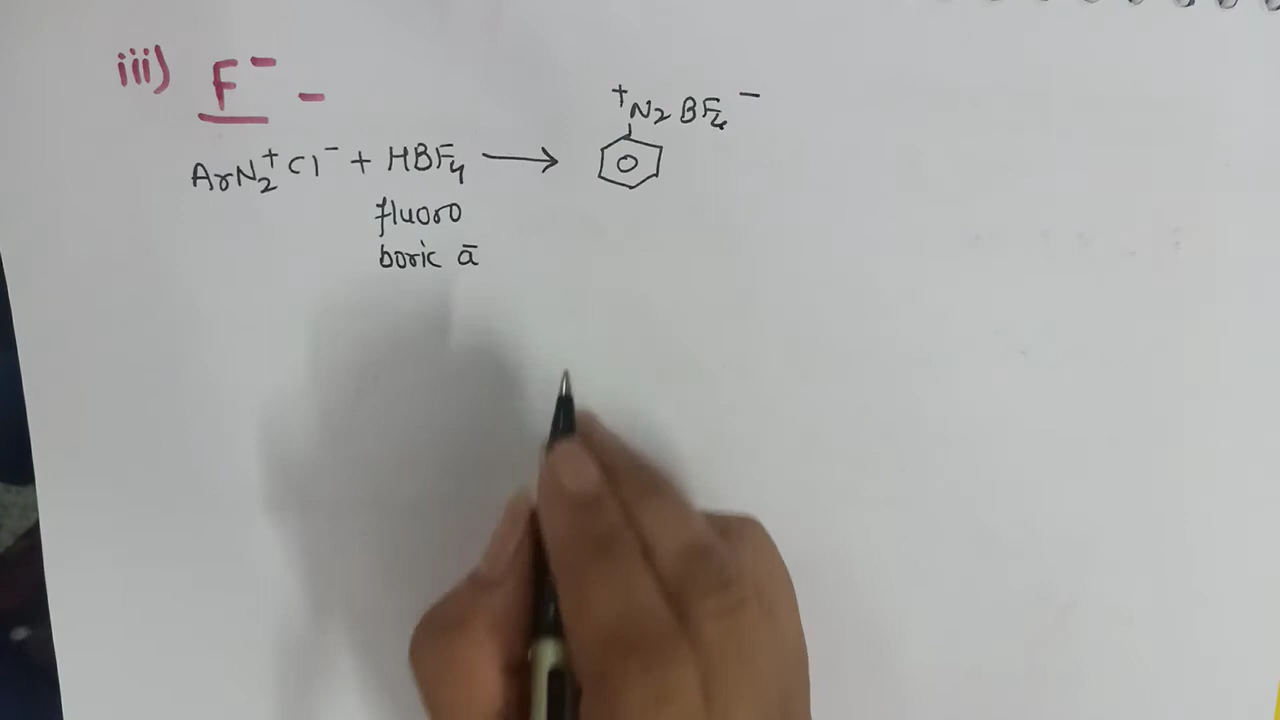 iii) F⁻ -
⁺N₂BF₄⁻
ArN₂⁺Cl⁻ + HBF₄ ⟶
fluoro
boric ā